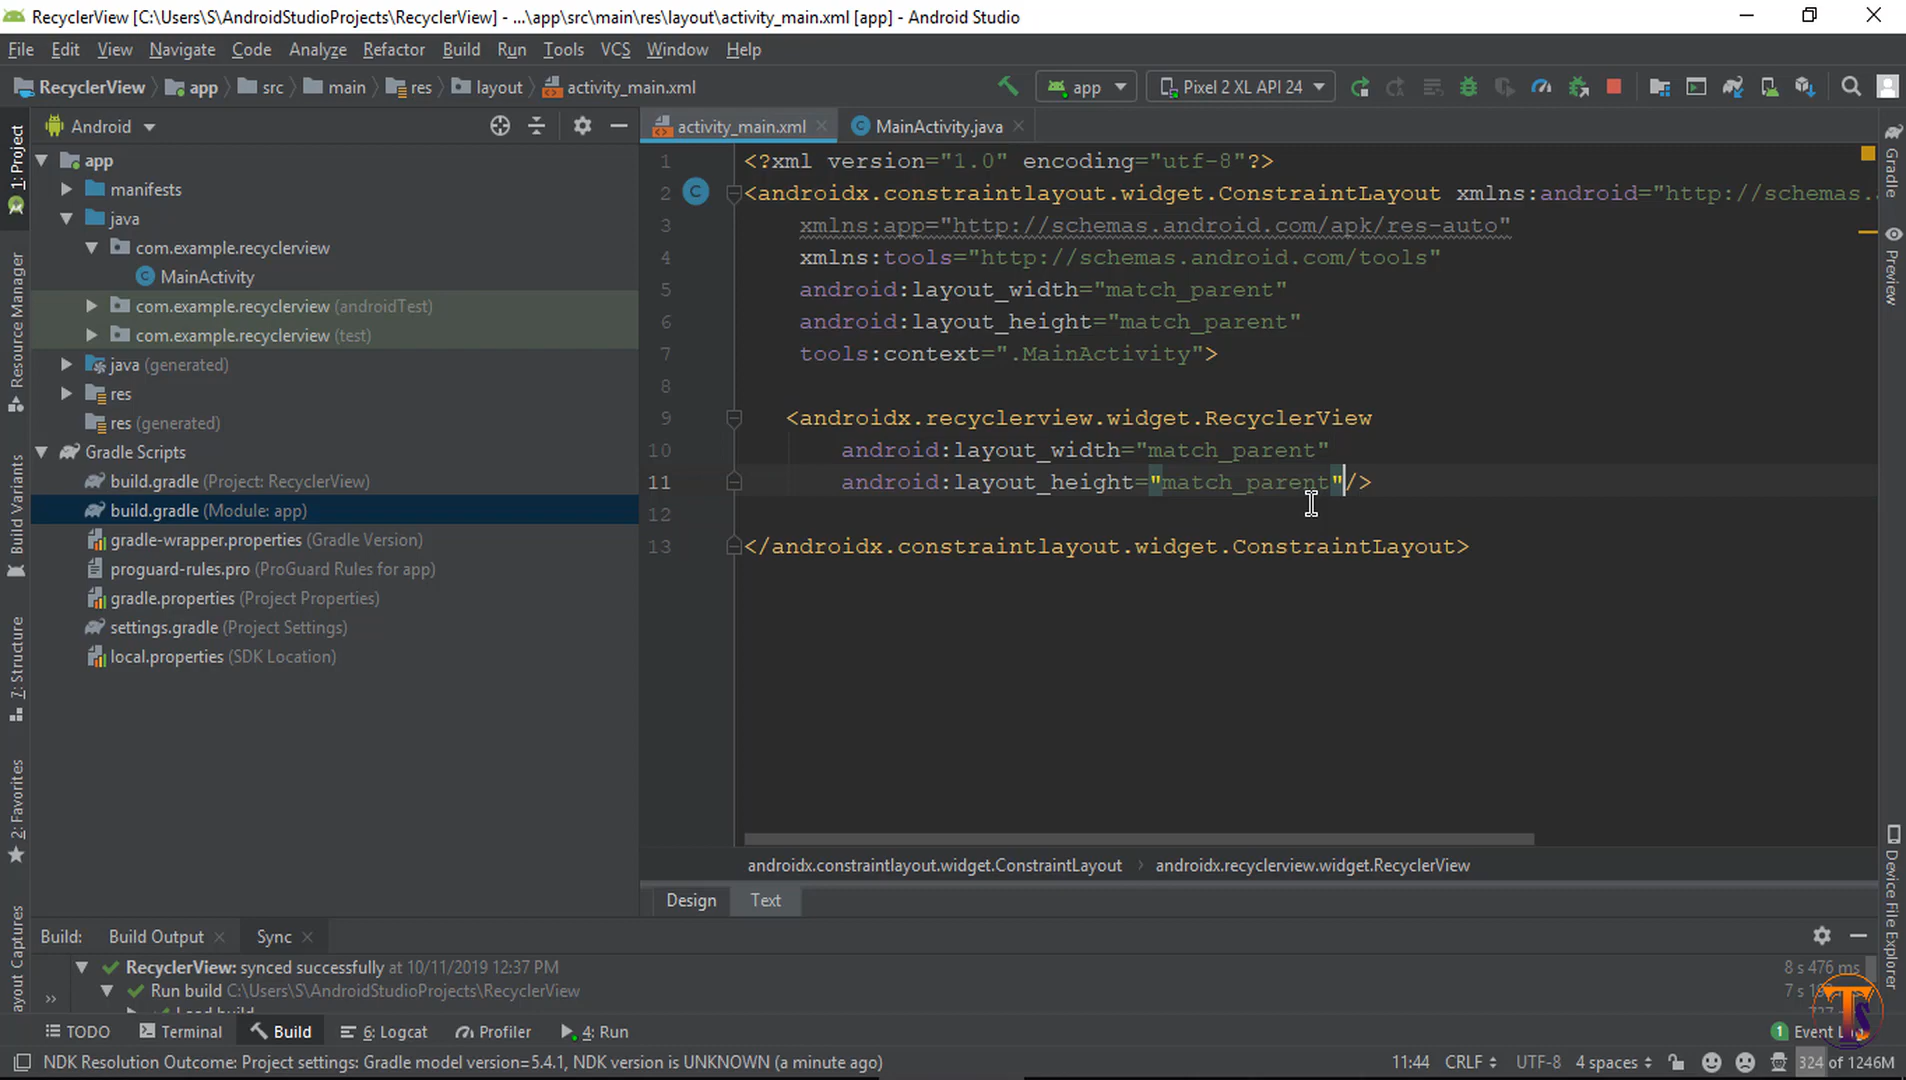 RecyclerView [C:\Users\S\AndroidStudioProjects\RecyclerView] - ...\app\src\main\res\layout\activity_main.xml [app] - Android Studio
File Edit View Navigate Code Analyze Refactor Build Run Tools VCS Window Help
RecyclerView app src main res layout activity_main.xml app Pixel 2 XL API 24
Android
activity_main.xml MainActivity.java
app
manifests
java
com.example.recyclerview
MainActivity
com.example.recyclerview (androidTest)
com.example.recyclerview (test)
java (generated)
res
res (generated)
Gradle Scripts
build.gradle (Project: RecyclerView)
build.gradle (Module: app)
gradle-wrapper.properties (Gradle Version)
proguard-rules.pro (ProGuard Rules for app)
gradle.properties (Project Properties)
settings.gradle (Project Settings)
local.properties (SDK Location)
1: Project
Resource Manager
Build Variants
7: Structure
2: Favorites
ayout Captures
1 <?xml version="1.0" encoding="utf-8"?>
2 <androidx.constraintlayout.widget.ConstraintLayout xmlns:android="http://schemas.
3 xmlns:app="http://schemas.android.com/apk/res-auto"
4 xmlns:tools="http://schemas.android.com/tools"
5 android:layout_width="match_parent"
6 android:layout_height="match_parent"
7 tools:context=".MainActivity">
8
9 <androidx.recyclerview.widget.RecyclerView
10 android:layout_width="match_parent"
11 android:layout_height="match_parent"/>
12
13 </androidx.constraintlayout.widget.ConstraintLayout>
androidx.constraintlayout.widget.ConstraintLayout androidx.recyclerview.widget.RecyclerView
Design Text
Gradle
Preview
Device File Explorer
Build: Build Output Sync
RecyclerView: synced successfully at 10/11/2019 12:37 PM 8 s 476 ms
Run build C:\Users\S\AndroidStudioProjects\RecyclerView
TODO Terminal Build 6: Logcat Profiler 4: Run 1 Event
NDK Resolution Outcome: Project settings: Gradle model version=5.4.1, NDK version is UNKNOWN (a minute ago) 11:44 CRLF UTF-8 4 spaces 324 of 1246M